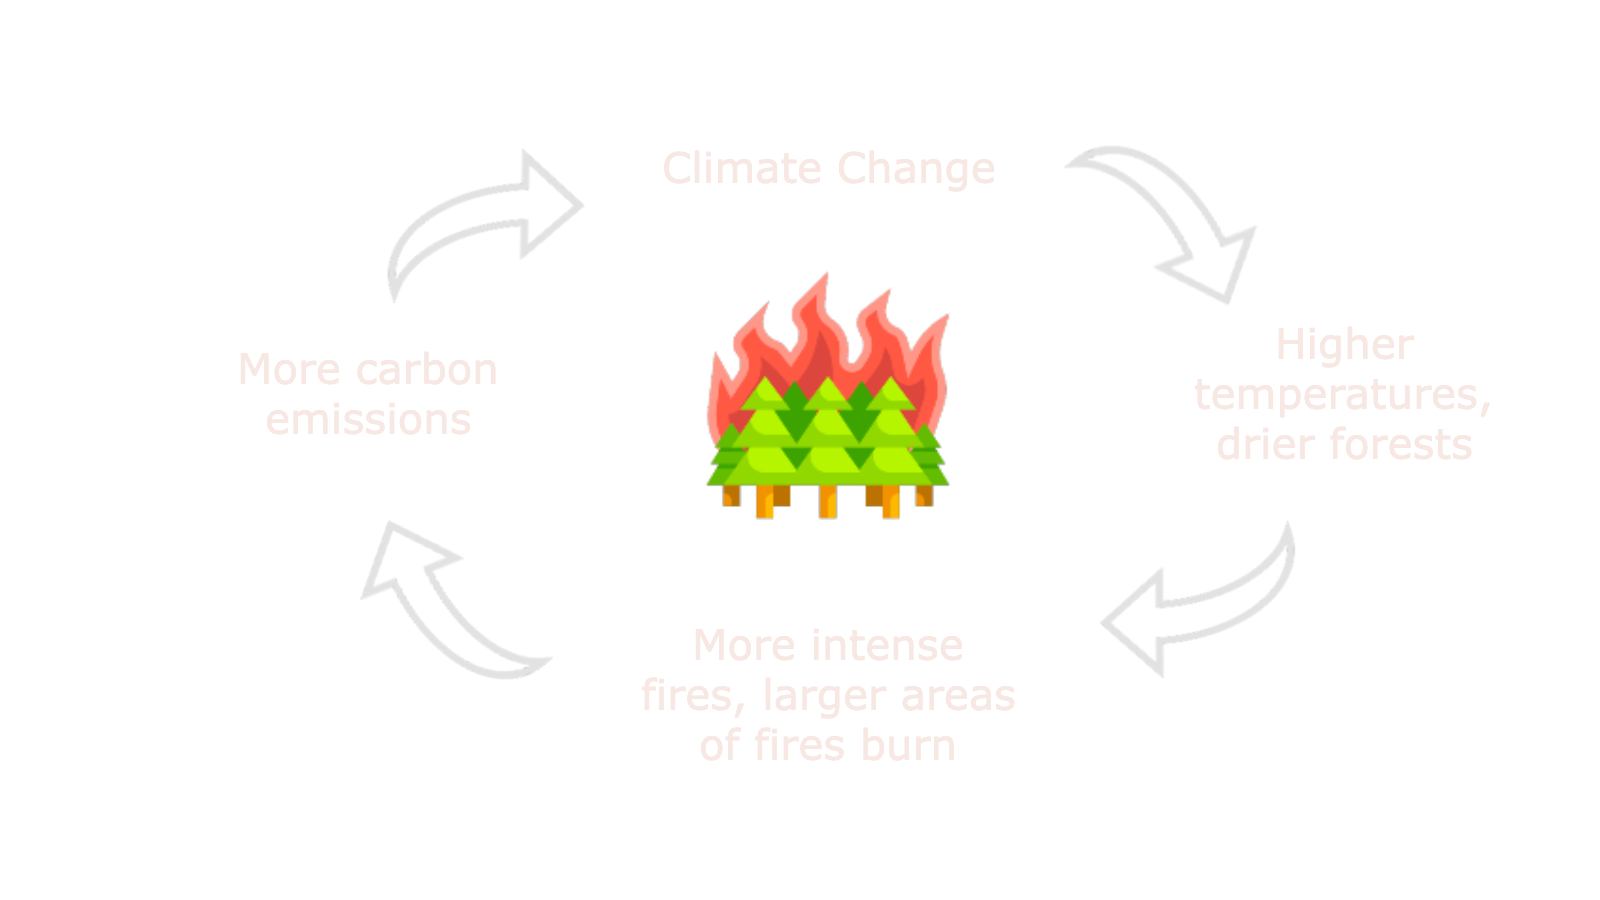 Climate Change
Higher
temperatures,
drier forests
More intense
fires, larger areas
of fires burn
More carbon
emissions